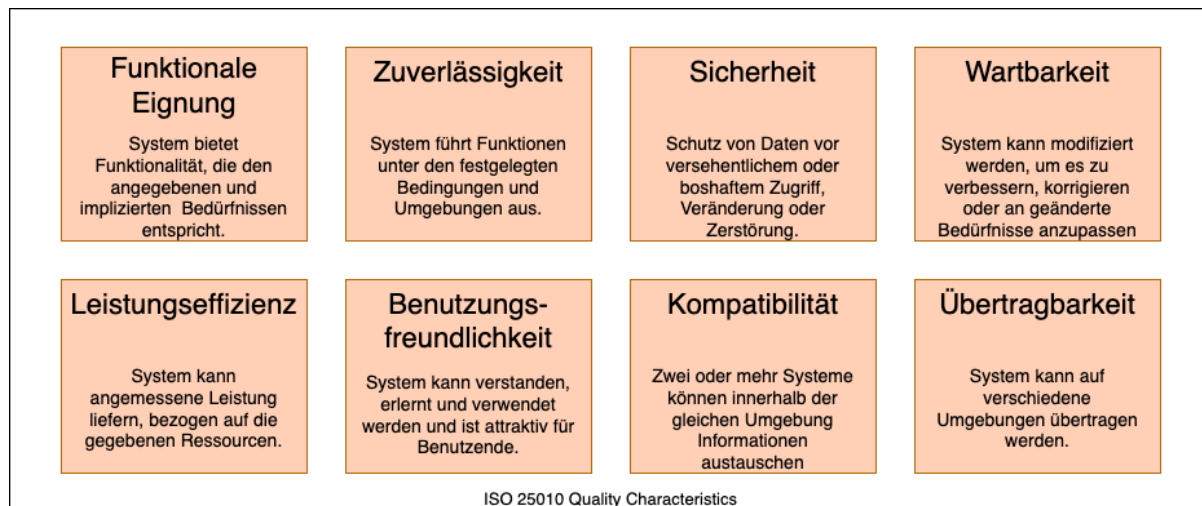 Funktionale
Eignung
System bietet
Funktionalität, die den
angegebenen und
implizierten Bedürfnissen
entspricht.
Zuverlässigkeit
System führt Funktionen
unter den festgelegten
Bedingungen und
Umgebungen aus.
Sicherheit
Schutz von Daten vor
versehentlichem oder
boshaftem Zugriff,
Veränderung oder
Zerstörung.
Wartbarkeit
System kann modifiziert
werden, um es zu
verbessern, korrigieren
oder an geänderte
Bedürfnisse anzupassen
Leistungseffizienz
System kann
angemessene Leistung
liefern, bezogen auf die
gegebenen Ressourcen.
Benutzungs-
freundlichkeit
System kann verstanden,
erlernt und verwendet
werden und ist attraktiv für
Benutzende.
Kompatibilität
Zwei oder mehr Systeme
können innerhalb der
gleichen Umgebung
Informationen
austauschen
Übertragbarkeit
System kann auf
verschiedene
Umgebungen übertragen
werden.
ISO 25010 Quality Characteristics